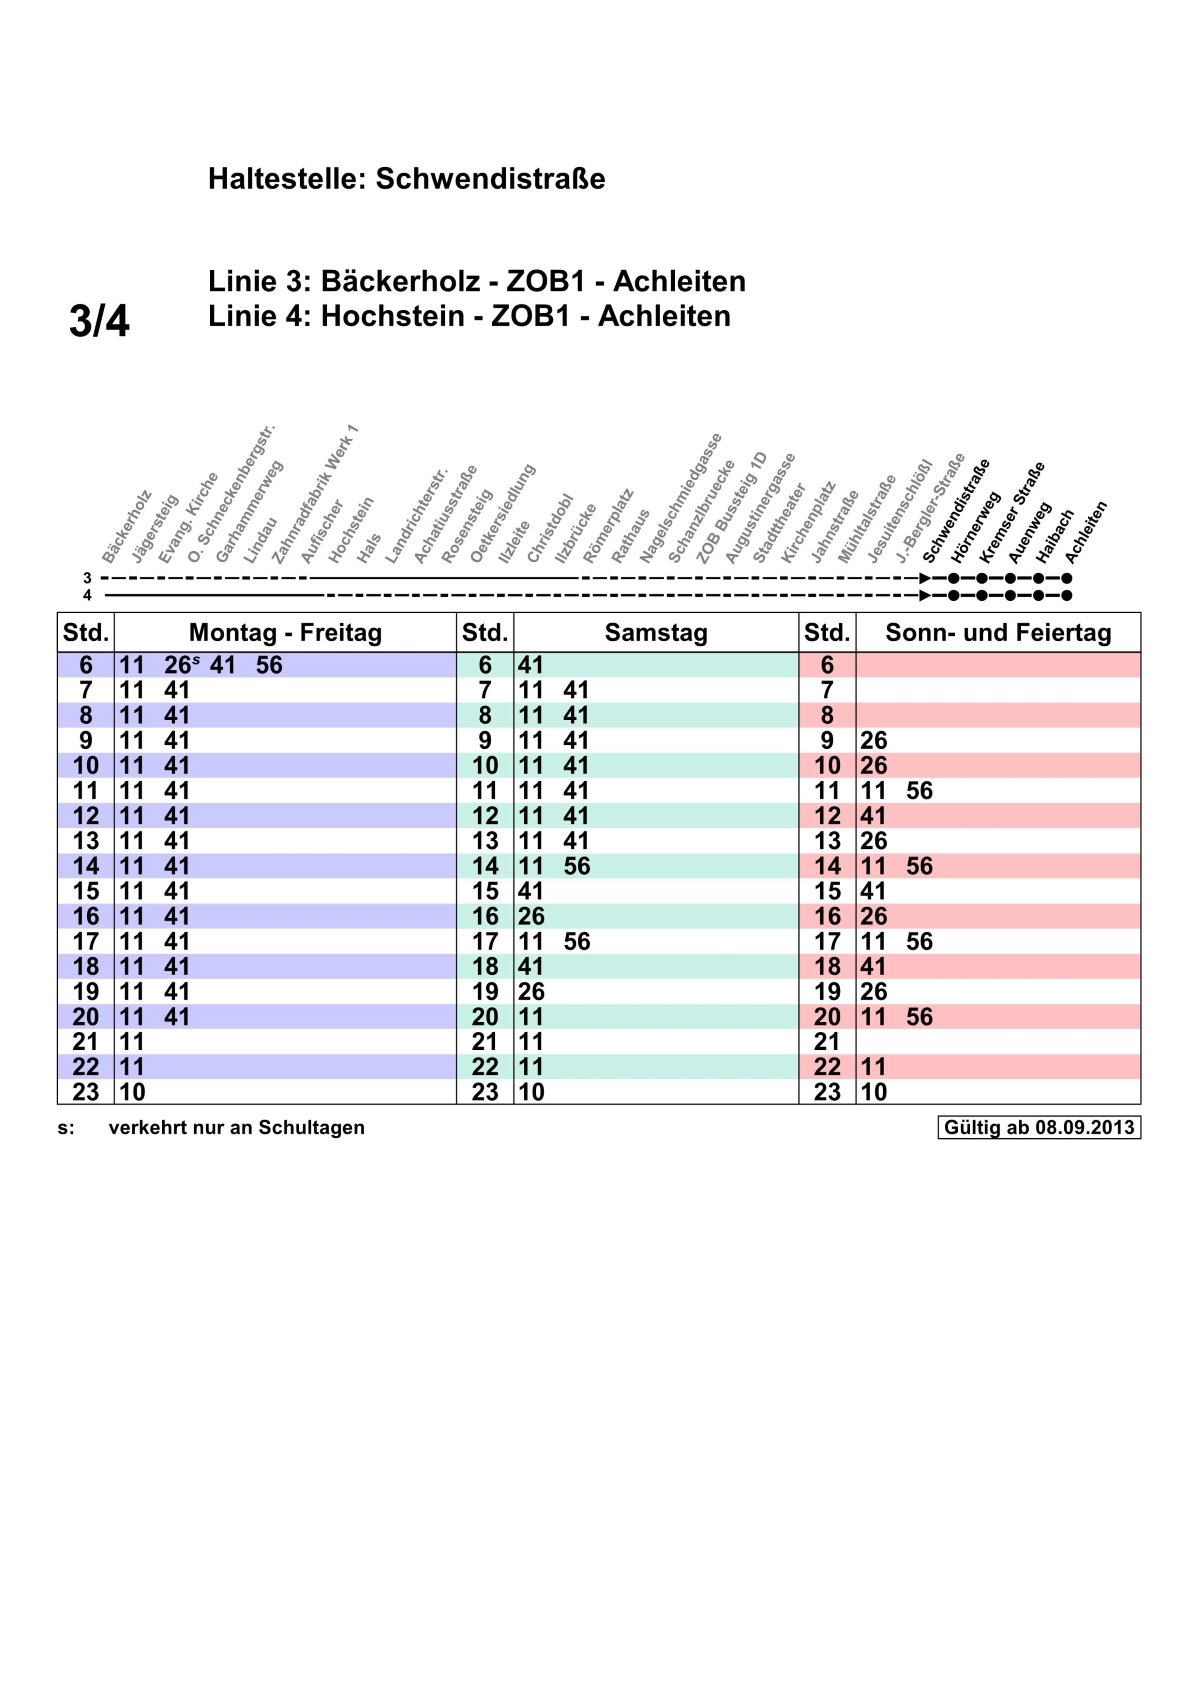 Haltestelle: Schwendistraße
Linie 3: Bäckerholz - ZOB1 - Achleiten
3/4
Linie 4: Hochstein - ZOB1 - Achleiten
Bäckerholz
Jägersteig
Evang. Kirche
O. Schneckenbergstr.
Garhammerweg
Lindau
Zahnradfabrik Werk 1
Auﬁscher
Hochstein
Hals
Landrichterstr.
Achatiusstraße
Rosensteig
Oetkersiedlung
Ilzleite
Christdobl
Ilzbrücke
Römerplatz
Rathaus
Nagelschmiedgasse
Schanzlbruecke
ZOB Bussteig 1D
Augustinergasse
Stadttheater
Kirchenplatz
Jahnstraße
Mühltalstraße
Jesuitenschlößl
J.-Bergler-Straße
Schwendistraße
Hörnerweg
Kremser Straße
Auenweg
Haibach
Achleiten
3
4
Std. Montag - Freitag Std. Samstag Std. Sonn- und Feiertag
6 11 26s 41 56 6 41 6
7 11 41 7 11 41 7
8 11 41 8 11 41 8
9 11 41 9 11 41 9 26
10 11 41 10 11 41 10 26
11 11 41 11 11 41 11 11 56
12 11 41 12 11 41 12 41
13 11 41 13 11 41 13 26
14 11 41 14 11 56 14 11 56
15 11 41 15 41 15 41
16 11 41 16 26 16 26
17 11 41 17 11 56 17 11 56
18 11 41 18 41 18 41
19 11 41 19 26 19 26
20 11 41 20 11 20 11 56
21 11 21 11 21
22 11 22 11 22 11
23 10 23 10 23 10
s: verkehrt nur an Schultagen Gültig ab 08.09.2013